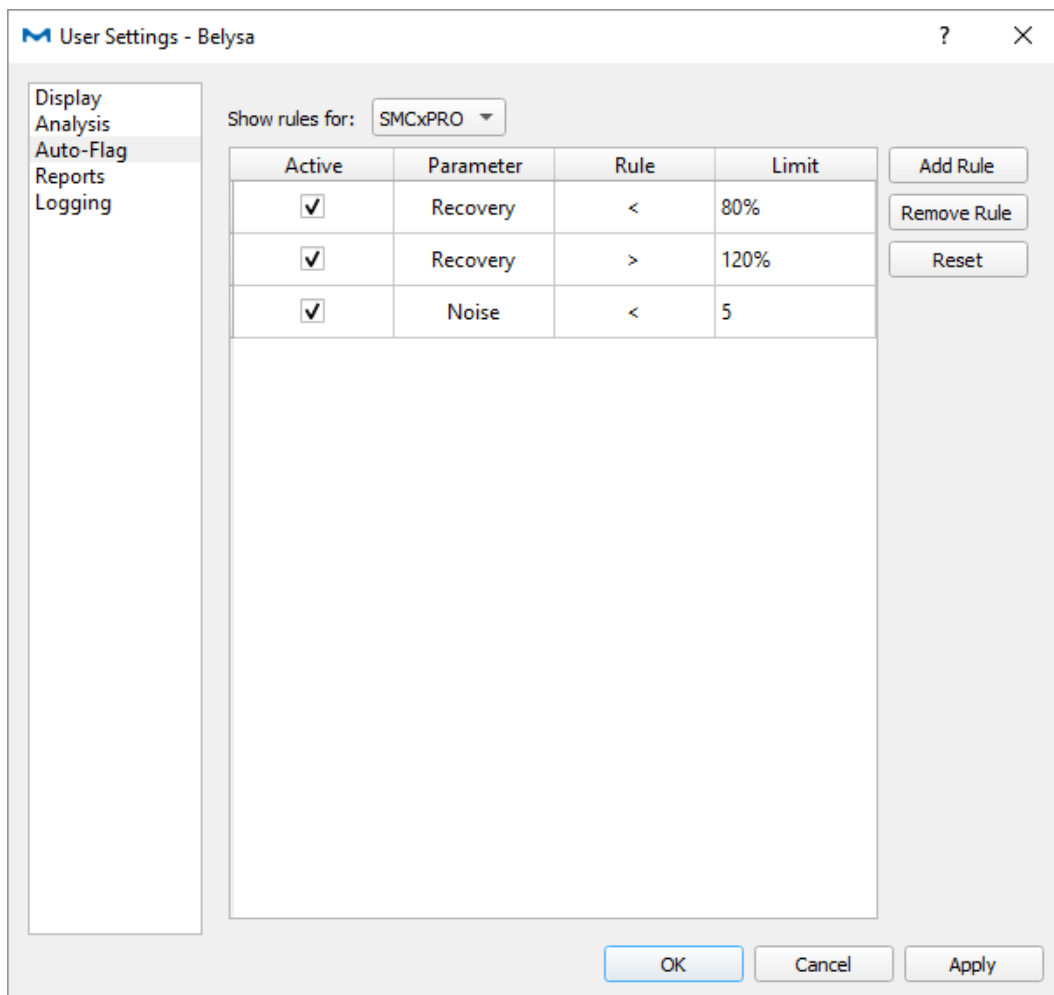 User Settings - Belysa
?
Display
Analysis
Auto-Flag
Reports
Logging
Show rules for: SMCxPRO
Active Parameter Rule Limit
Recovery < 80%
Recovery > 120%
Noise < 5
Add Rule
Remove Rule
Reset
OK Cancel Apply